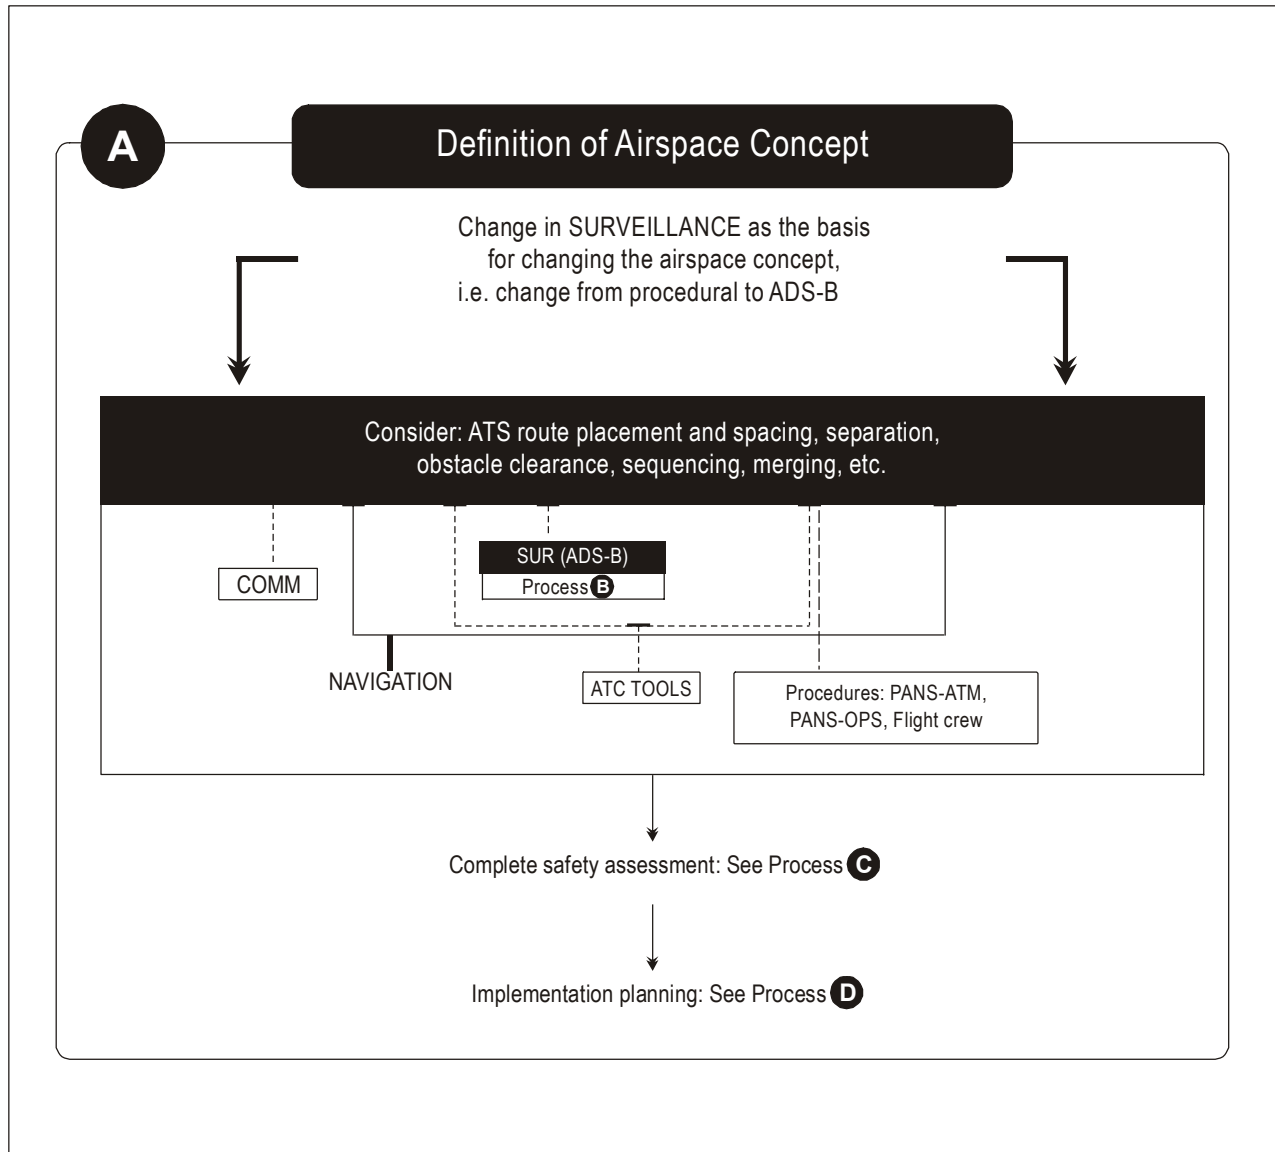 A
Definition of Airspace Concept
Change in SURVEILLANCE as the basis
for changing the airspace concept,
i.e. change from procedural to ADS-B
Consider: ATS route placement and spacing, separation,
obstacle clearance, sequencing, merging, etc.
SUR (ADS-B)
Process B
COMM
NAVIGATION
ATC TOOLS
Procedures: PANS-ATM,
PANS-OPS, Flight crew
Complete safety assessment: See Process C
Implementation planning: See Process D